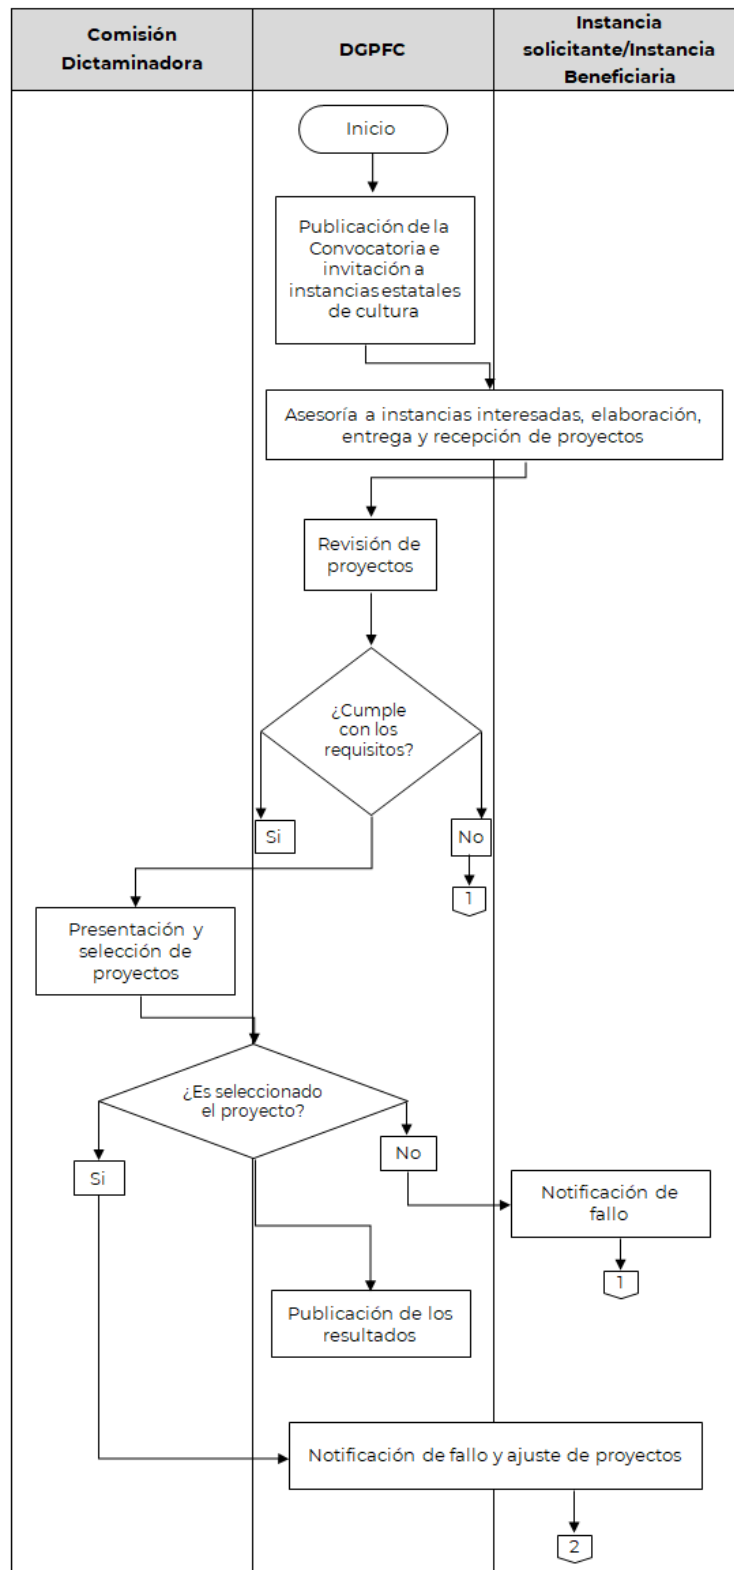 Comisión
Dictaminadora
DGPFC
Instancia
solicitante/Instancia
Beneficiaria
Inicio
Publicación de la
Convocatoria e
invitación a
instancias estatales
de cultura
Asesoría a instancias interesadas, elaboración,
entrega y recepción de proyectos
Revisión de
proyectos
¿Cumple
con los
requisitos?
Si
No
1
Presentación y
selección de
proyectos
¿Es seleccionado
el proyecto?
Si
No
Notificación de
fallo
1
Publicación de los
resultados
Notificación de fallo y ajuste de proyectos
2